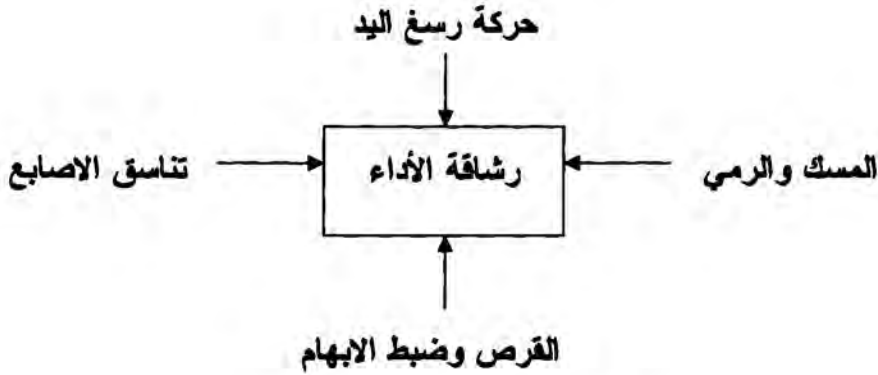 حركة رسغ اليد
المسك والرمي
رشاقة الأداء
تناسق الاصابع
القرص وضبط الابهام